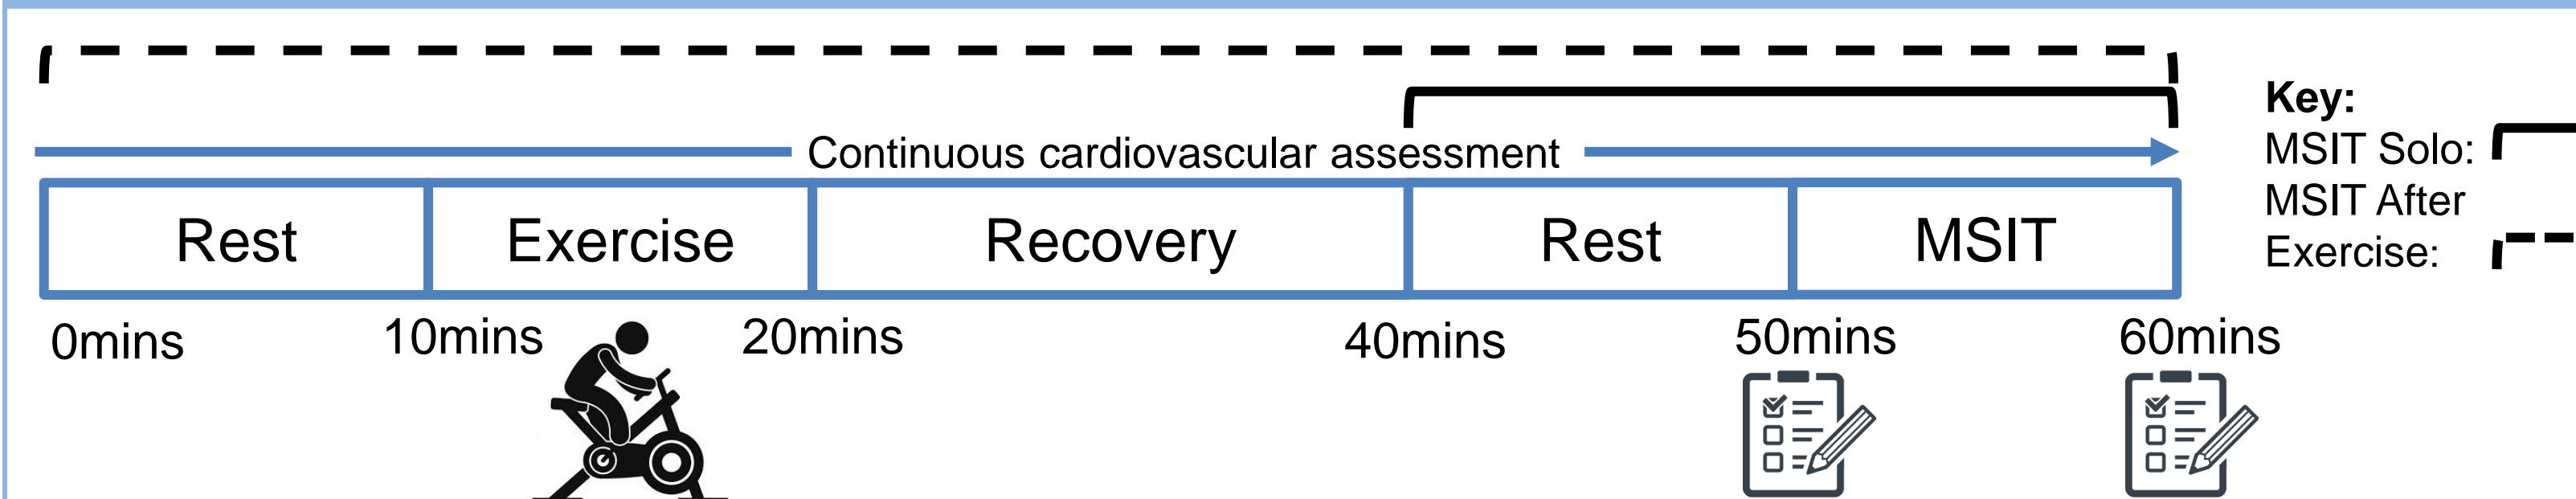 Continuous cardiovascular assessment
Rest
Exercise
Recovery
Rest
MSIT
0mins
10mins
20mins
40mins
50mins
60mins
Key:
MSIT Solo:
MSIT After
Exercise: